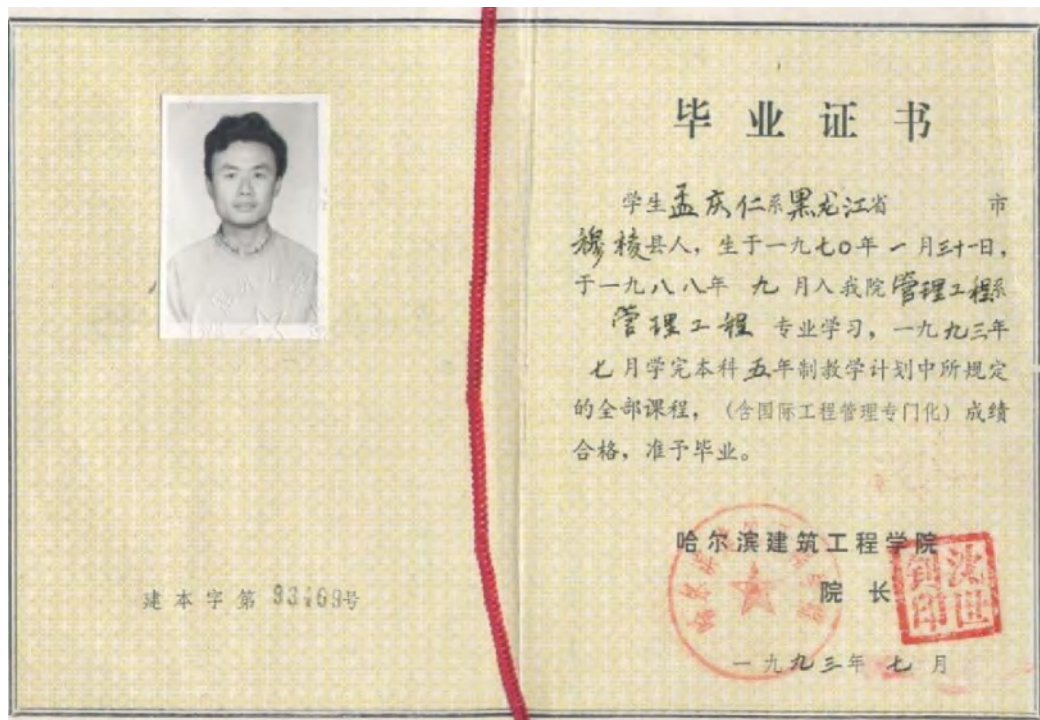 建本字第 93469号
毕业证书
学生孟庆仁系黑龙江省 市
穆棱县人，生于一九七〇年一月三十一日，
于一九八八年 九 月入我院管理工程系
管理工程 专业学习，一九九三年
七月学完本科五年制教学计划中所规定
的全部课程，（含国际工程管理专门化）成绩
合格，准予毕业。
哈尔滨建筑工程学院
院 长
沈世钊印
一九九三年 七 月